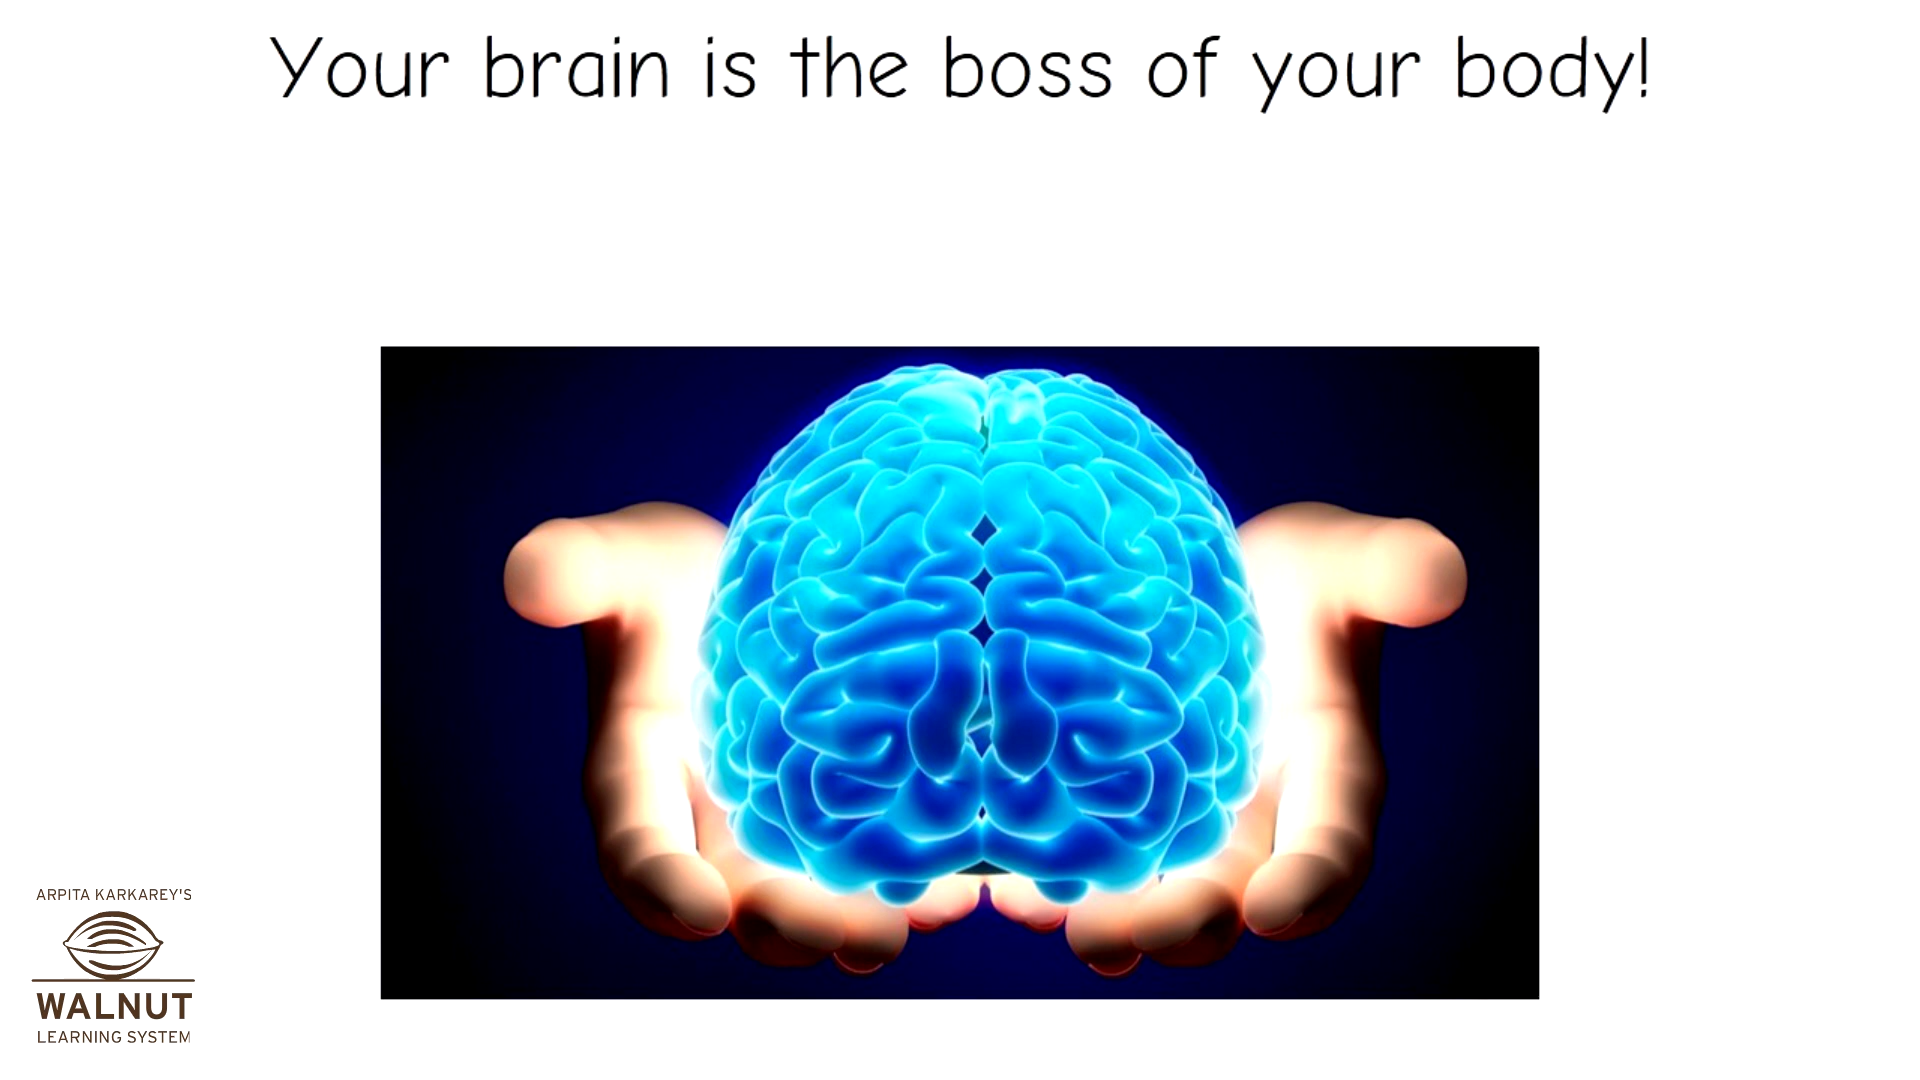 Your brain is the boss of your body!
ARPITA KARKAREY'S
WALNUT
LEARNING SYSTEM